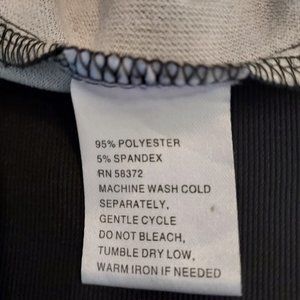 95% POLYESTER
5% SPANDEX
RN 58372
MACHINE WASH COLD
SEPARATELY,
GENTLE CYCLE
DO NOT BLEACH,
TUMBLE DRY LOW,
WARM IRON IF NEEDED